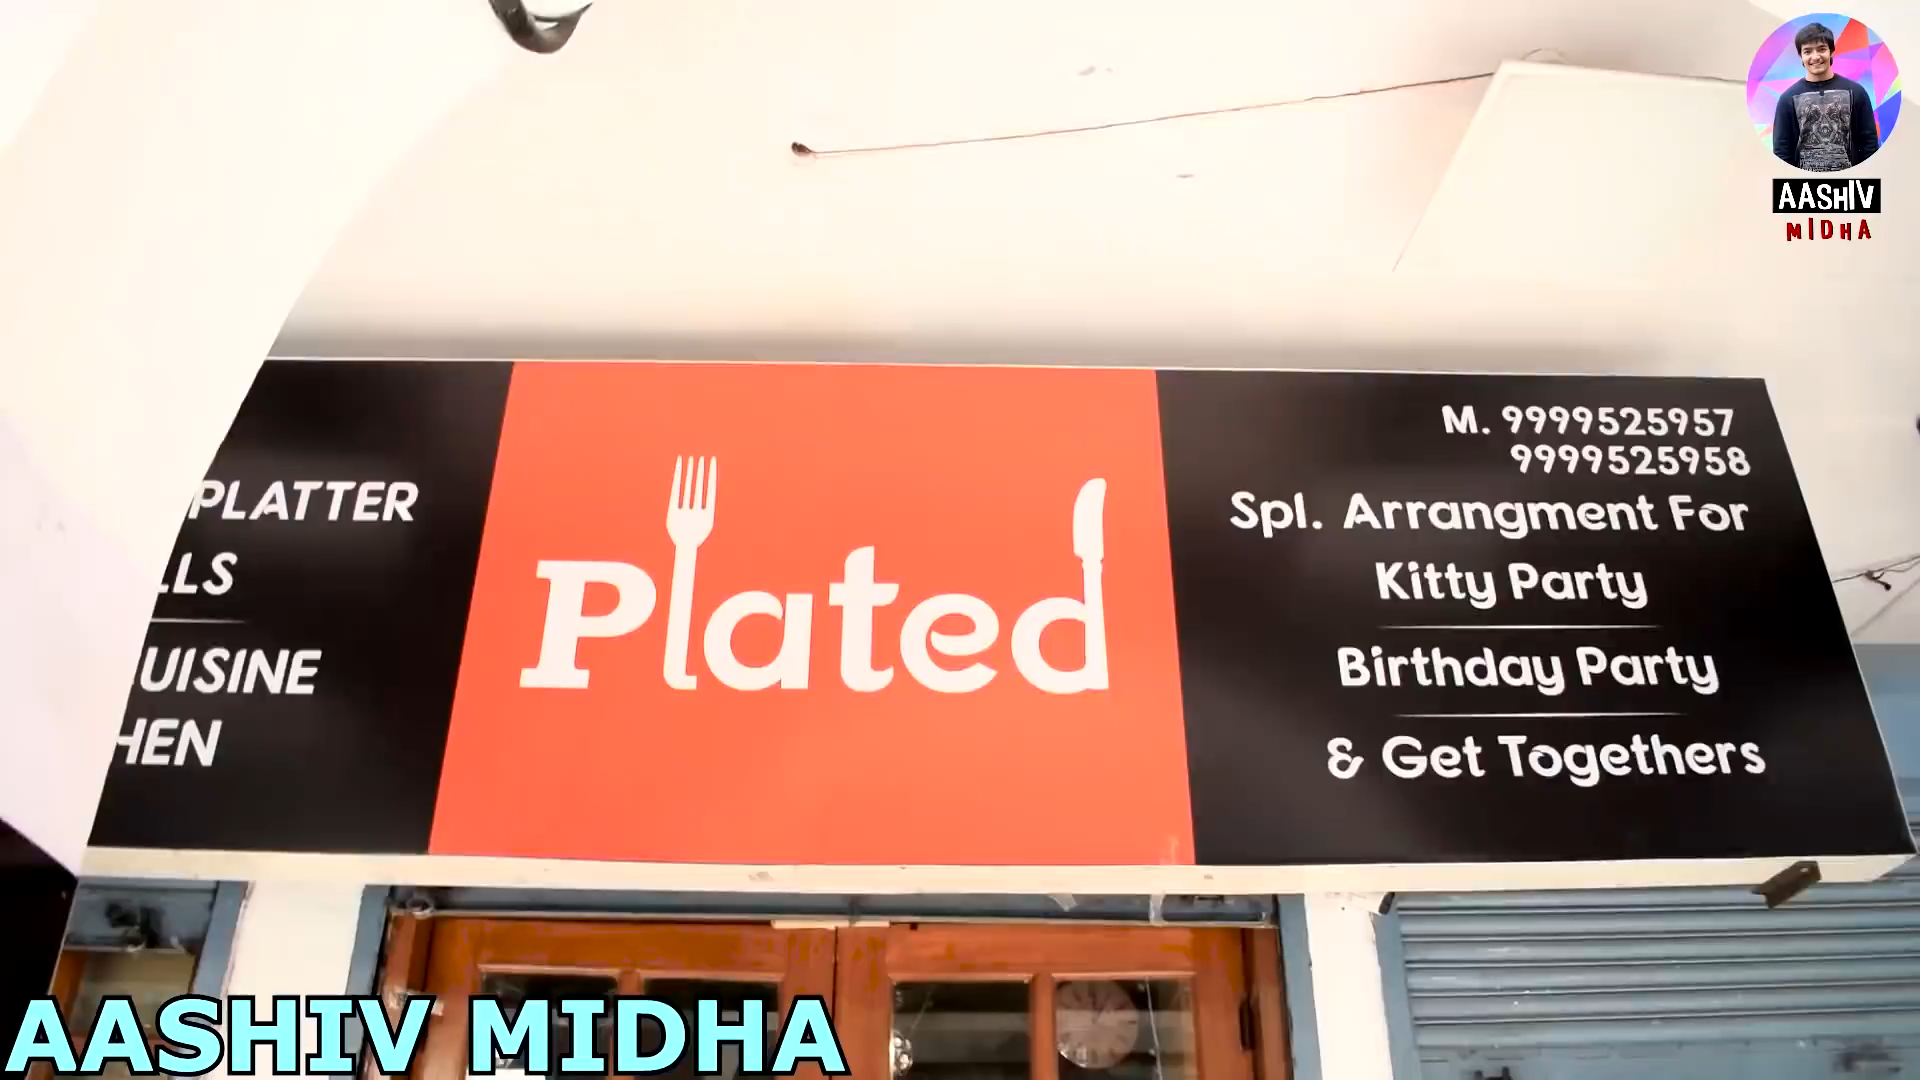 PLATTER
LLS
UISINE
HEN
Plated
M. 9999525957
9999525958
Spl. Arrangment For
Kitty Party
Birthday Party
& Get Togethers
AASHIV
MIDHA
AASHIV MIDHA